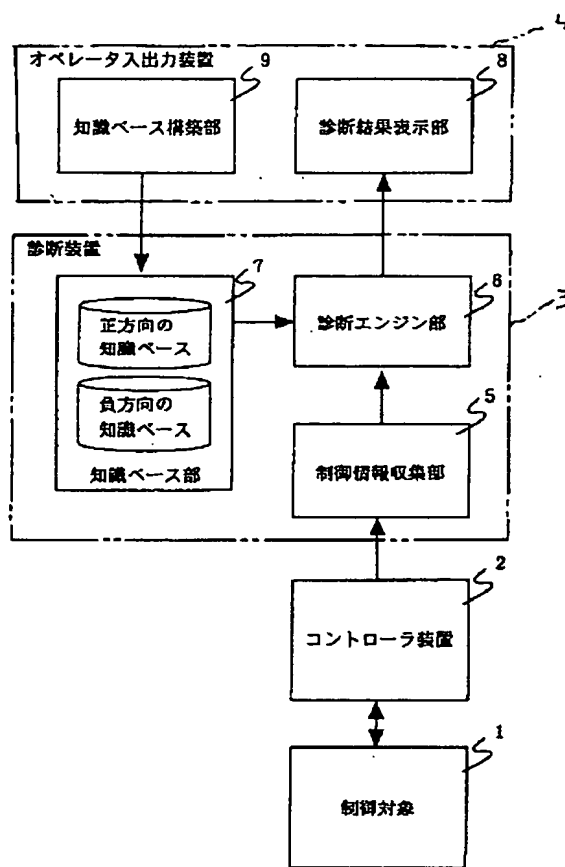 4
オペレータ入出力装置
9
知識ベース構築部
8
診断結果表示部
診断装置
3
7
正方向の
知識ベース
負方向の
知識ベース
知識ベース部
6
診断エンジン部
5
制御情報収集部
2
コントローラ装置
1
制御対象